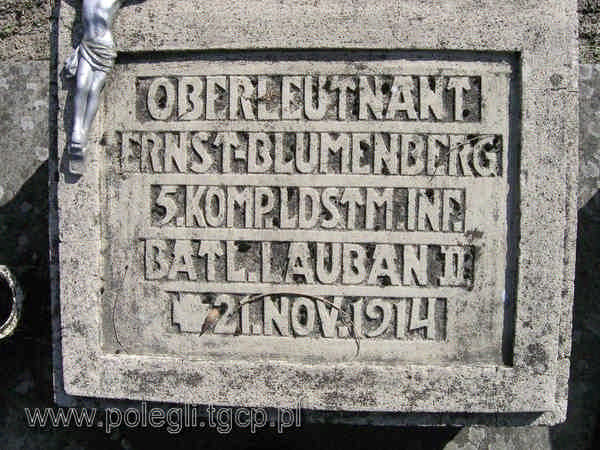 OBERLEUTNANT
ERNST-BLUMENBERG
5.KOMP.LDSTM.INF.
BATL.LAUBAN II
21.NOV.1914
www.polegli.tgcp.pl